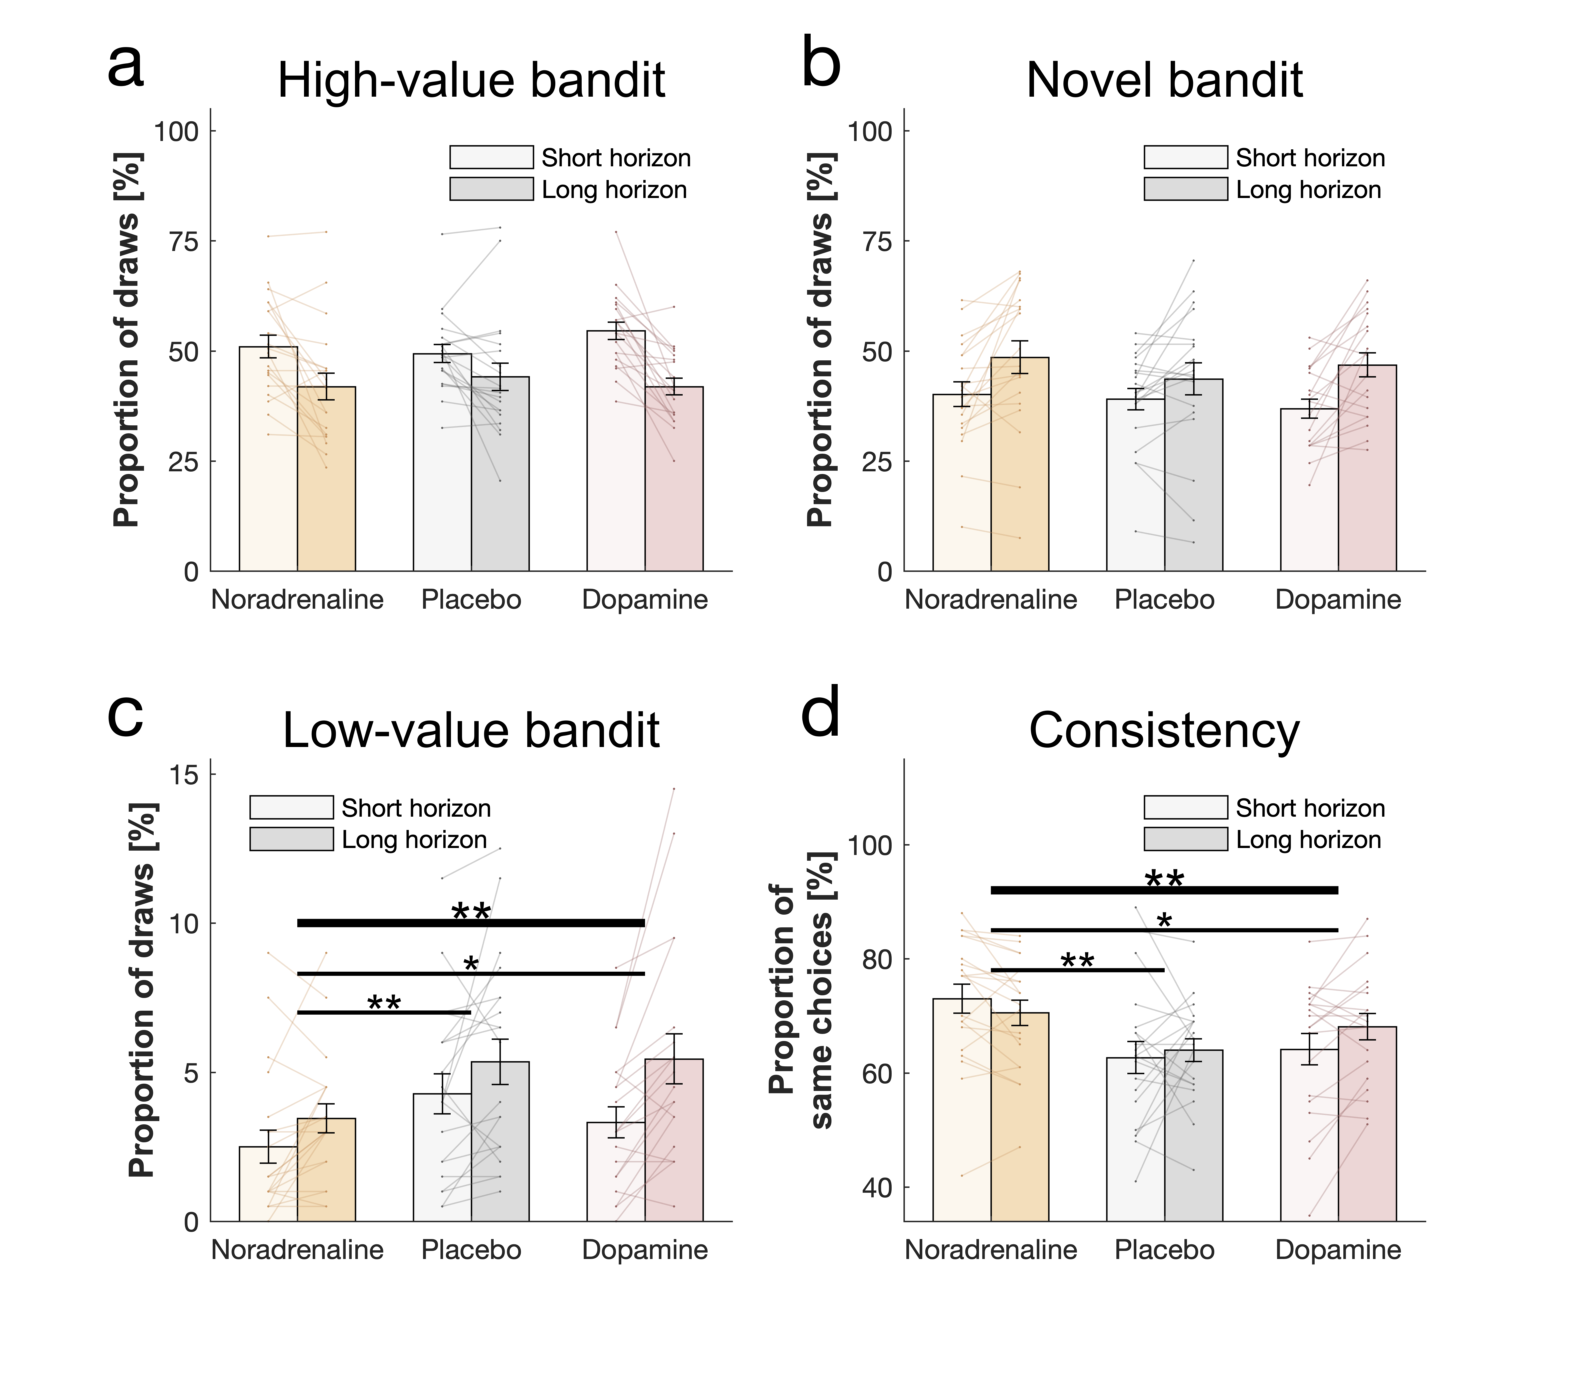 a
High-value bandit
Proportion of draws [%]
100
75
50
25
0
Short horizon
Long horizon
Noradrenaline Placebo Dopamine
b
Novel bandit
Proportion of draws [%]
100
75
50
25
0
Short horizon
Long horizon
Noradrenaline Placebo Dopamine
c
Low-value bandit
Proportion of draws [%]
15
10
5
0
Short horizon
Long horizon
**
*
**
Noradrenaline Placebo Dopamine
d
Consistency
Proportion of
same choices [%]
100
80
60
40
Short horizon
Long horizon
**
*
**
Noradrenaline Placebo Dopamine